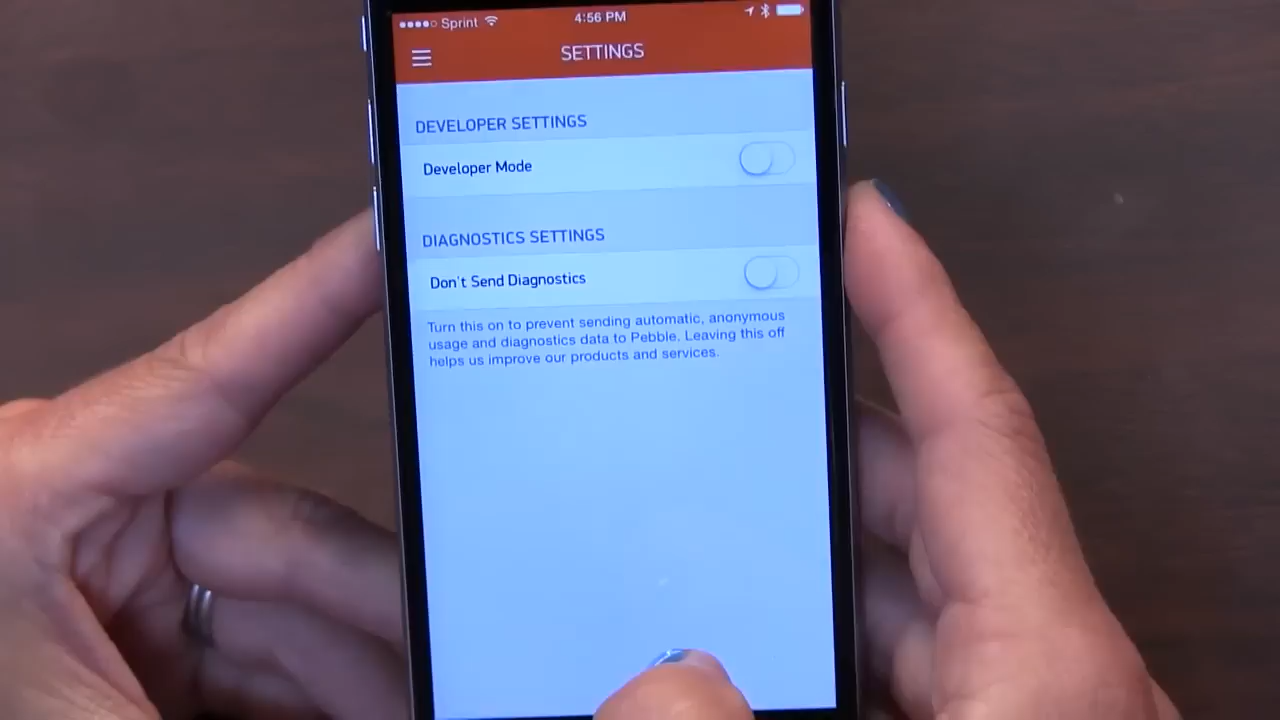 Sprint 4:56 PM
SETTINGS
DEVELOPER SETTINGS
Developer Mode
DIAGNOSTICS SETTINGS
Don't Send Diagnostics
Turn this on to prevent sending automatic, anonymous
usage and diagnostics data to Pebble. Leaving this off
helps us improve our products and services.